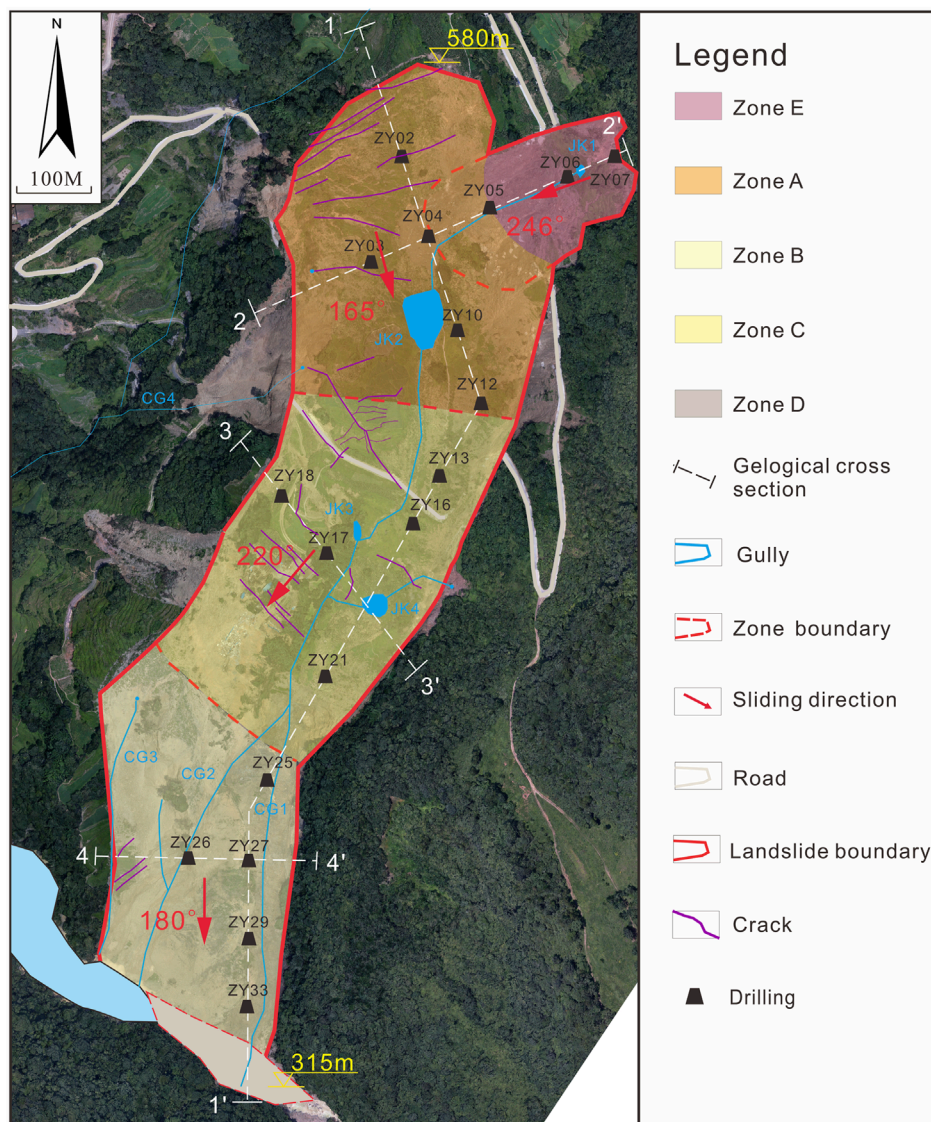 N
100M
1
580m
ZY02
2'
JK1
ZY06
ZY07
ZY05
246°
ZY04
ZY03
165°
2
ZY10
JK2
ZY12
CG4
3
ZY13
ZY18
ZY16
JK3
ZY17
220°
JK4
ZY21
3'
CG3
CG2
ZY25
CG1
4
ZY26
ZY27
4'
180°
ZY29
ZY33
315m
1'
Legend
Zone E
Zone A
Zone B
Zone C
Zone D
Gelogical cross
section
Gully
Zone boundary
Sliding direction
Road
Landslide boundary
Crack
Drilling